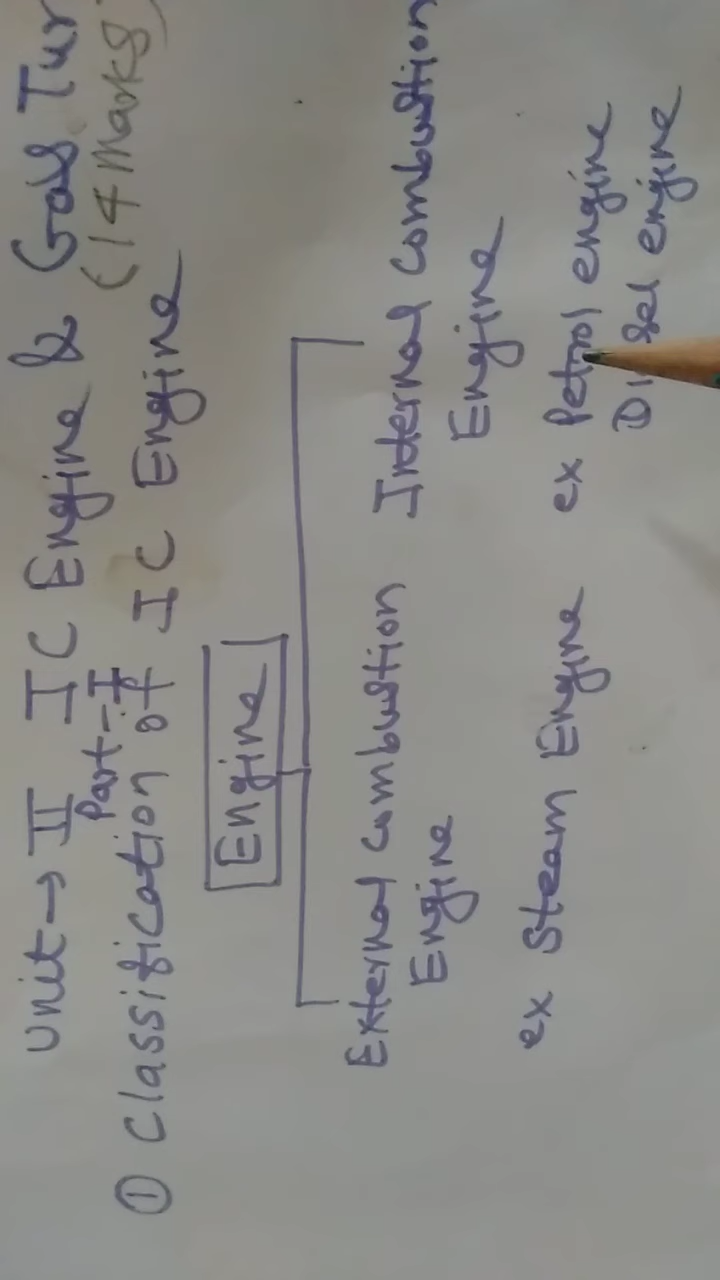 Unit → II IC Engine & Gas Tur
Part-I (14 Marks)
① Classification of IC Engine
Engine
External combustion Internal combustion
Engine Engine
ex Steam Engine ex Petrol engine
Diesel engine